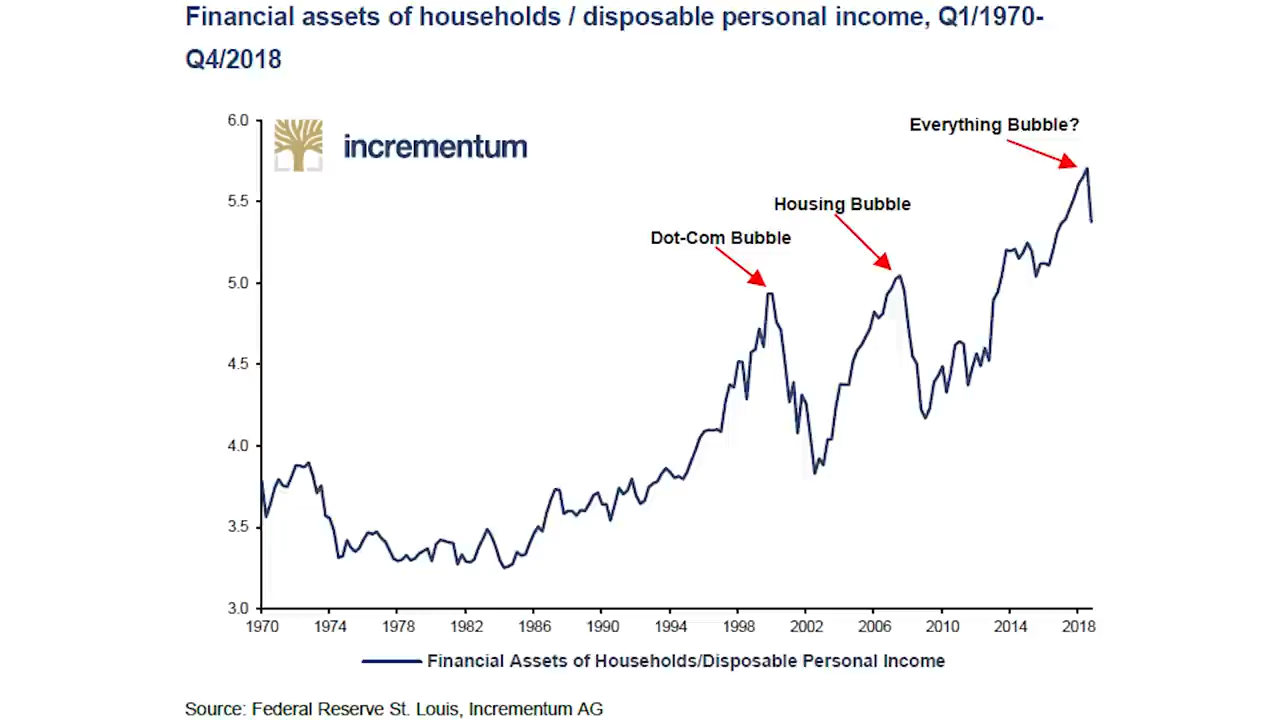 Financial assets of households / disposable personal income, Q1/1970-
Q4/2018
incrementum
Everything Bubble?
Housing Bubble
Dot-Com Bubble
6.0
5.5
5.0
4.5
4.0
3.5
3.0
1970 1974 1978 1982 1986 1990 1994 1998 2002 2006 2010 2014 2018
Financial Assets of Households/Disposable Personal Income
Source: Federal Reserve St. Louis, Incrementum AG